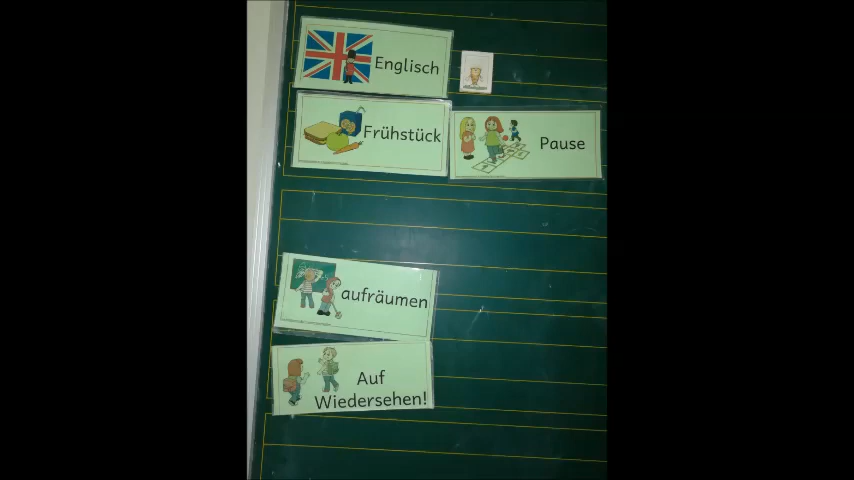 Englisch
Frühstück
Pause
aufräumen
Auf
Wiedersehen!